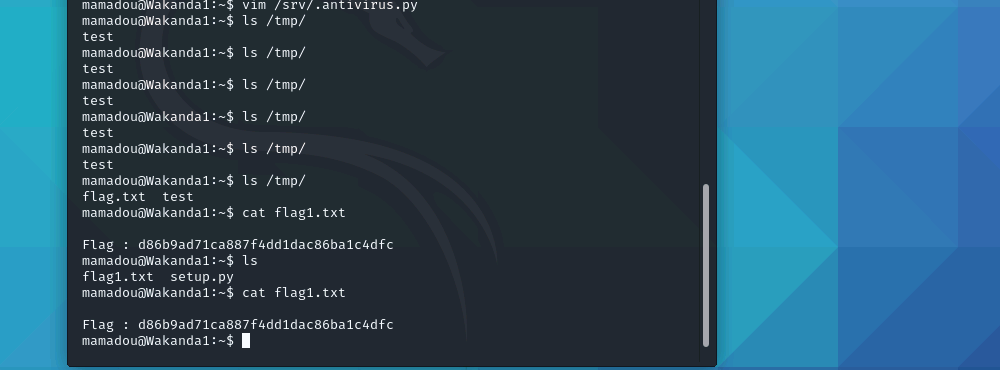 mamadou@Wakanda1:~$ vim /srv/.antivirus.py
mamadou@Wakanda1:~$ ls /tmp/
test
mamadou@Wakanda1:~$ ls /tmp/
test
mamadou@Wakanda1:~$ ls /tmp/
test
mamadou@Wakanda1:~$ ls /tmp/
test
mamadou@Wakanda1:~$ ls /tmp/
test
mamadou@Wakanda1:~$ ls /tmp/
flag.txt  test
mamadou@Wakanda1:~$ cat flag1.txt
Flag : d86b9ad71ca887f4dd1dac86ba1c4dfc
mamadou@Wakanda1:~$ ls
flag1.txt  setup.py
mamadou@Wakanda1:~$ cat flag1.txt
Flag : d86b9ad71ca887f4dd1dac86ba1c4dfc
mamadou@Wakanda1:~$